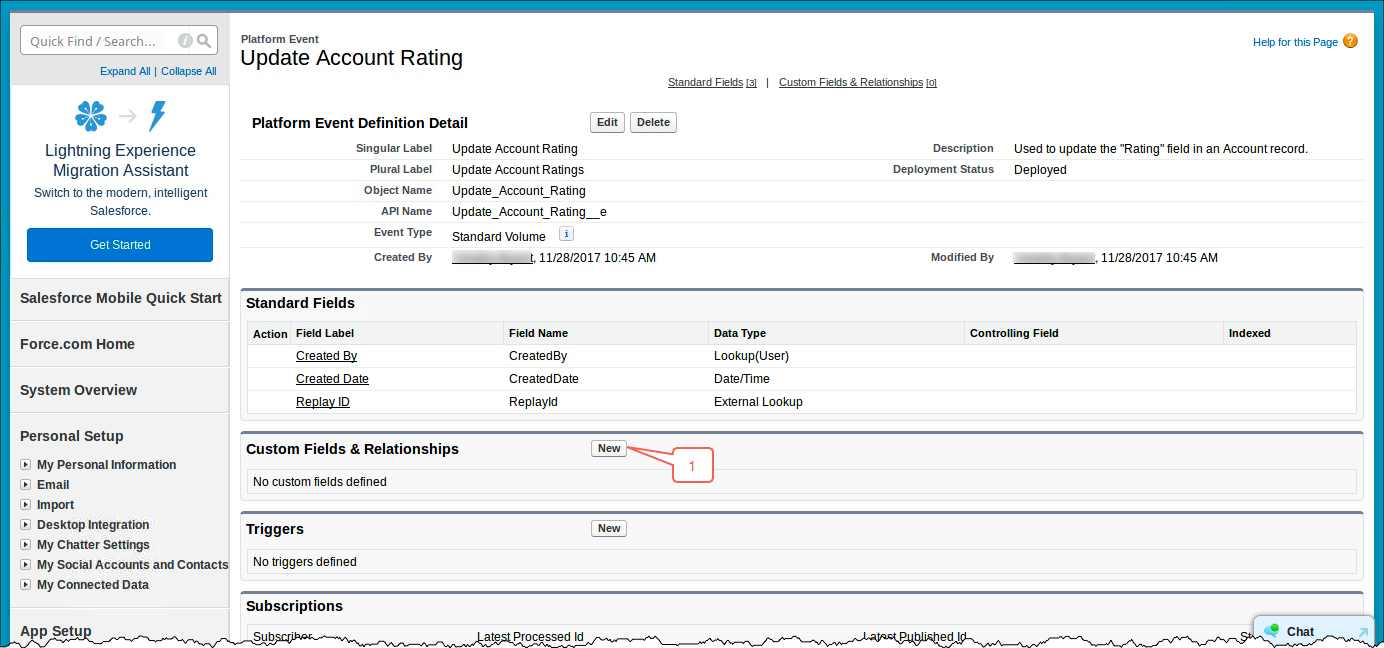 Quick Find / Search...
Expand All | Collapse All
Lightning Experience
Migration Assistant
Switch to the modern, intelligent
Salesforce.
Get Started
Salesforce Mobile Quick Start
Force.com Home
System Overview
Personal Setup
My Personal Information
Email
Import
Desktop Integration
My Chatter Settings
My Social Accounts and Contacts
My Connected Data
App Setup
Platform Event
Update Account Rating
Help for this Page ?
Standard Fields [3] | Custom Fields & Relationships [0]
Platform Event Definition Detail Edit Delete
Singular Label Update Account Rating Description Used to update the "Rating" field in an Account record.
Plural Label Update Account Ratings Deployment Status Deployed
Object Name Update_Account_Rating
API Name Update_Account_Rating__e
Event Type Standard Volume i
Created By , 11/28/2017 10:45 AM Modified By , 11/28/2017 10:45 AM
Standard Fields
Action Field Label Field Name Data Type Controlling Field Indexed
Created By CreatedBy Lookup(User)
Created Date CreatedDate Date/Time
Replay ID ReplayId External Lookup
Custom Fields & Relationships New
1
No custom fields defined
Triggers New
No triggers defined
Subscriptions
Subscriber Latest Processed Id Latest Published Id
Chat